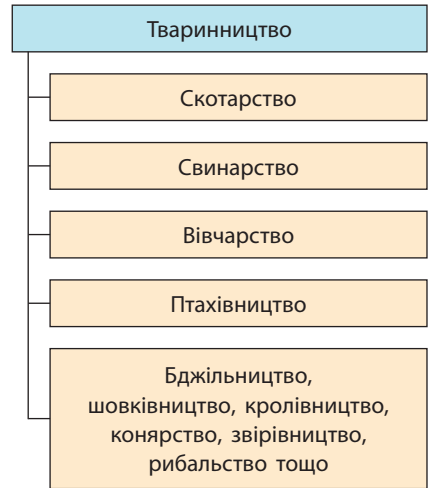 Тваринництво
Скотарство
Свинарство
Вівчарство
Птахівництво
Бджільництво,
шовківництво, кролівництво,
конярство, звірівництво,
рибальство тощо